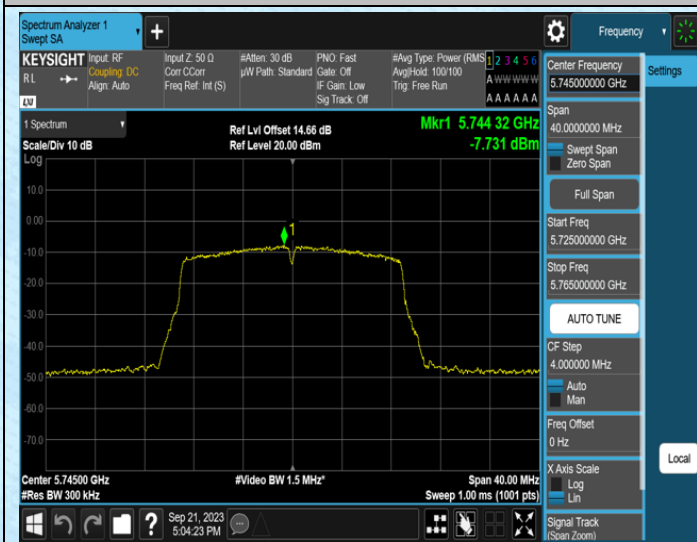 Spectrum Analyzer 1
Swept SA
Frequency
KEYSIGHT
RL
Input: RF
Coupling: DC
Align: Auto
Input Z: 50 Ω
Corr CCorr
Freq Ref: Int (S)
#Atten: 30 dB
µW Path: Standard
PNO: Fast
Gate: Off
IF Gain: Low
Sig Track: Off
#Avg Type: Power (RMS
Avg|Hold: 100/100
Trig: Free Run
1 2 3 4 5 6
A W W W W W
A A A A A A
LXI
1 Spectrum
Scale/Div 10 dB
Log
Ref Lvl Offset 14.66 dB
Ref Level 20.00 dBm
Mkr1 5.744 32 GHz
-7.731 dBm
10.0
0.00
-10.0
-20.0
-30.0
-40.0
-50.0
-60.0
-70.0
1
Center 5.74500 GHz
#Res BW 300 kHz
#Video BW 1.5 MHz*
Span 40.00 MHz
Sweep 1.00 ms (1001 pts)
?
Sep 21, 2023
5:04:23 PM
Center Frequency
5.745000000 GHz
Settings
Span
40.0000000 MHz
Swept Span
Zero Span
Full Span
Start Freq
5.725000000 GHz
Stop Freq
5.765000000 GHz
AUTO TUNE
CF Step
4.000000 MHz
Auto
Man
Freq Offset
0 Hz
X Axis Scale
Log
Lin
Local
Signal Track
(Span Zoom)